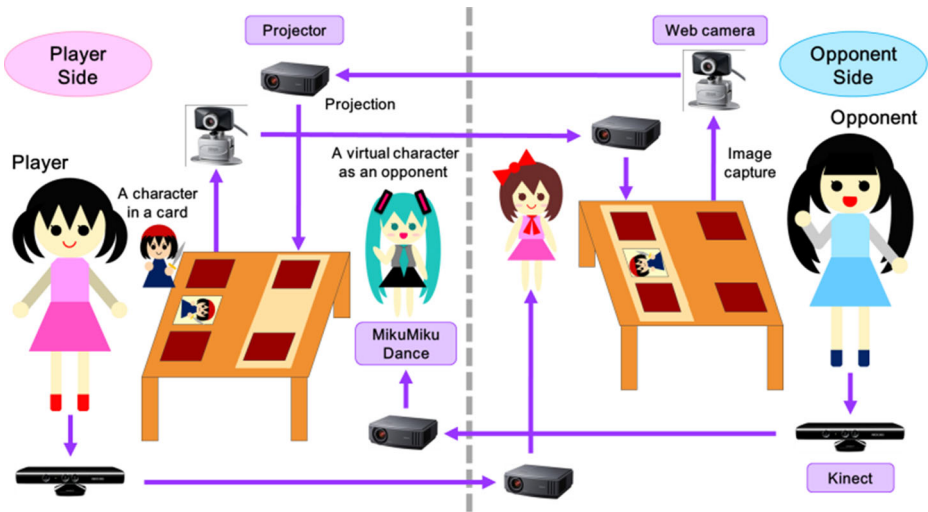 Player
Side
Projector
Web camera
Opponent
Side
Projection
Opponent
Player
A virtual character
as an opponent
Image
capture
A character
in a card
MikuMiku
Dance
Kinect